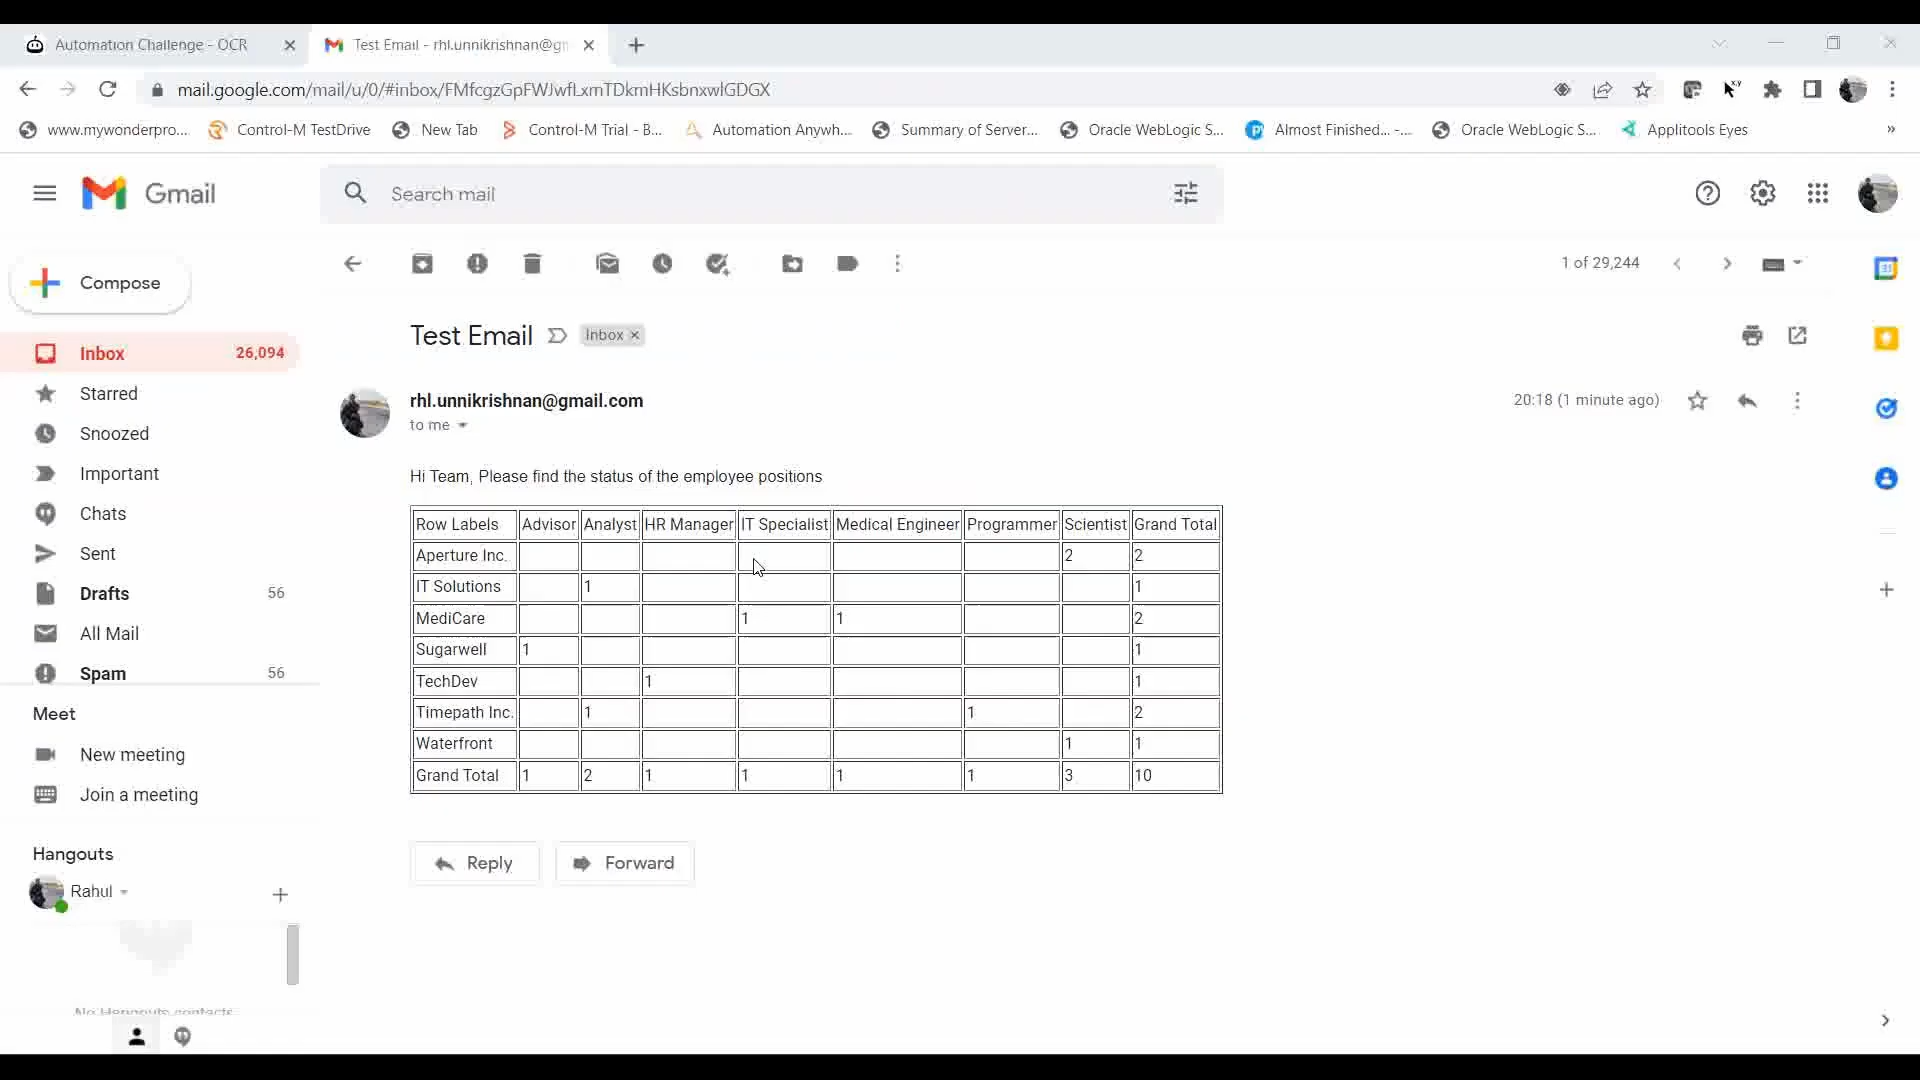 Automation Challenge - OCR
Test Email - rhl.unnikrishnan@gm
mail.google.com/mail/u/0/#inbox/FMfcgzGpFWJwfLxmTDkmHKsbnxwlGDGX
www.mywonderpro... Control-M TestDrive New Tab Control-M Trial - B... Automation Anywh... Summary of Server... Oracle WebLogic S... Almost Finished... -... Oracle WebLogic S... Applitools Eyes »
Gmail
Search mail
Compose
1 of 29,244
Inbox 26,094
Starred
Snoozed
Important
Chats
Sent
Drafts 56
All Mail
Spam 56
Meet
New meeting
Join a meeting
Hangouts
Rahul
No Hangouts contacts
Test Email Inbox ×
rhl.unnikrishnan@gmail.com
20:18 (1 minute ago)
to me
Hi Team, Please find the status of the employee positions
Row Labels Advisor Analyst HR Manager IT Specialist Medical Engineer Programmer Scientist Grand Total
Aperture Inc. 2 2
IT Solutions 1 1
MediCare 1 1 2
Sugarwell 1 1
TechDev 1 1
Timepath Inc. 1 1 2
Waterfront 1 1
Grand Total 1 2 1 1 1 1 3 10
Reply Forward
31